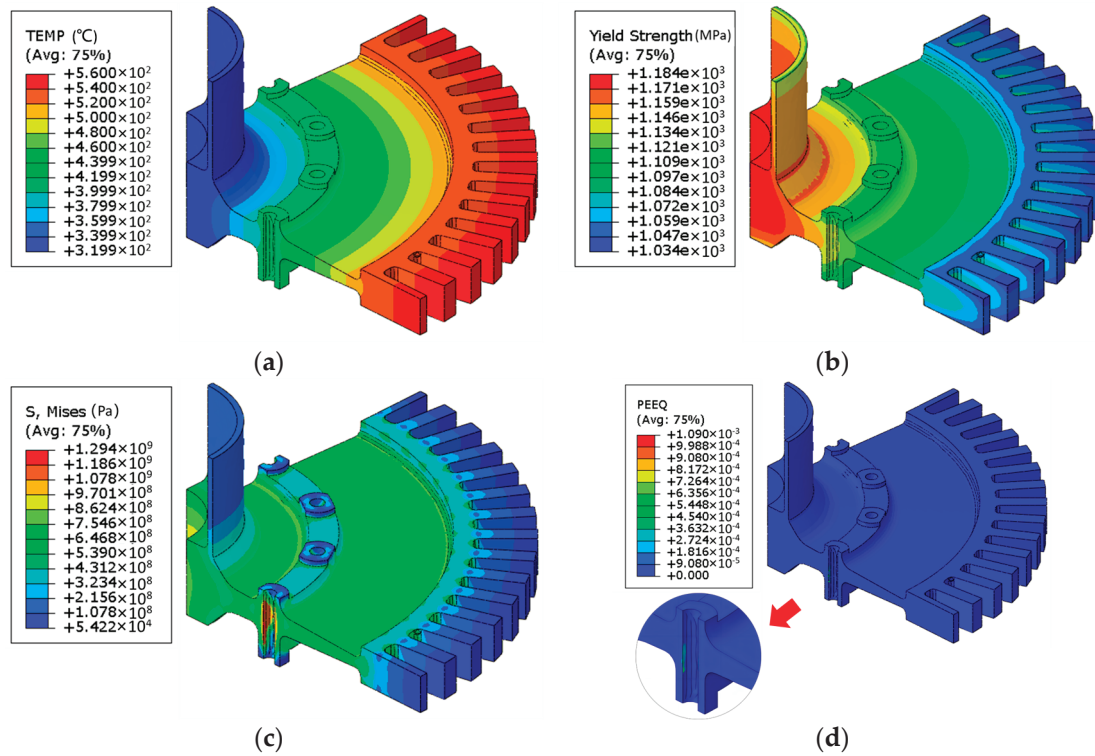 TEMP (°C)
(Avg: 75%)
+5.600×10²
+5.400×10²
+5.200×10²
+5.000×10²
+4.800×10²
+4.600×10²
+4.399×10²
+4.199×10²
+3.999×10²
+3.799×10²
+3.599×10²
+3.399×10²
+3.199×10²
(a)
Yield Strength (MPa)
(Avg: 75%)
+1.184e×10³
+1.171e×10³
+1.159e×10³
+1.146e×10³
+1.134e×10³
+1.121e×10³
+1.109e×10³
+1.097e×10³
+1.084e×10³
+1.072e×10³
+1.059e×10³
+1.047e×10³
+1.034e×10³
(b)
S, Mises (Pa)
(Avg: 75%)
+1.294×10⁹
+1.186×10⁹
+1.078×10⁹
+9.701×10⁸
+8.624×10⁸
+7.546×10⁸
+6.468×10⁸
+5.390×10⁸
+4.312×10⁸
+3.234×10⁸
+2.156×10⁸
+1.078×10⁸
+5.422×10⁴
(c)
PEEQ
(Avg: 75%)
+1.090×10⁻³
+9.988×10⁻⁴
+9.080×10⁻⁴
+8.172×10⁻⁴
+7.264×10⁻⁴
+6.356×10⁻⁴
+5.448×10⁻⁴
+4.540×10⁻⁴
+3.632×10⁻⁴
+2.724×10⁻⁴
+1.816×10⁻⁴
+9.080×10⁻⁵
+0.000
(d)